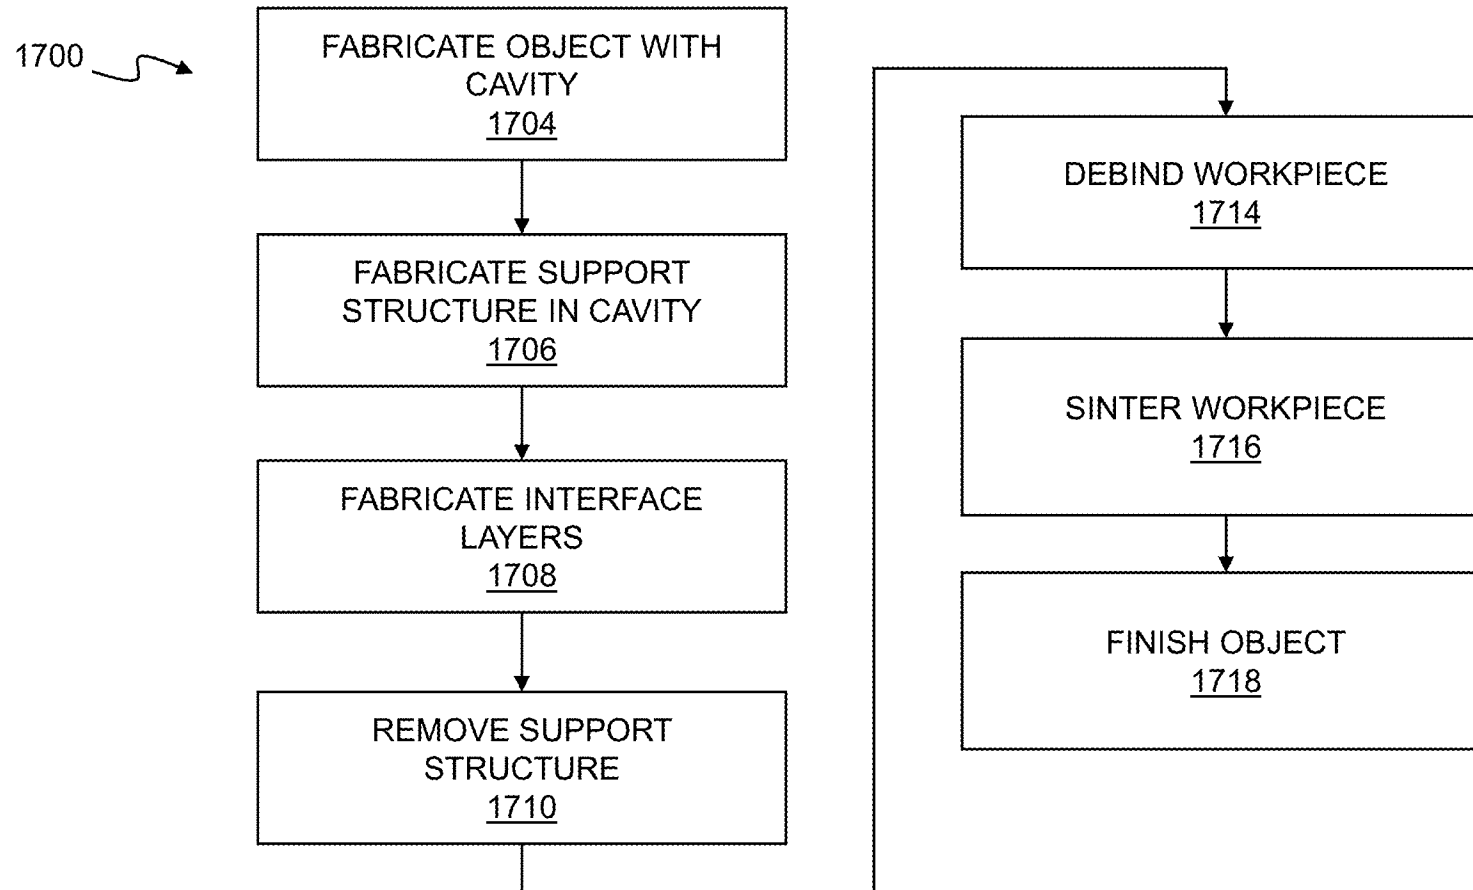 1700
FABRICATE OBJECT WITH
CAVITY
1704
FABRICATE SUPPORT
STRUCTURE IN CAVITY
1706
FABRICATE INTERFACE
LAYERS
1708
REMOVE SUPPORT
STRUCTURE
1710
DEBIND WORKPIECE
1714
SINTER WORKPIECE
1716
FINISH OBJECT
1718